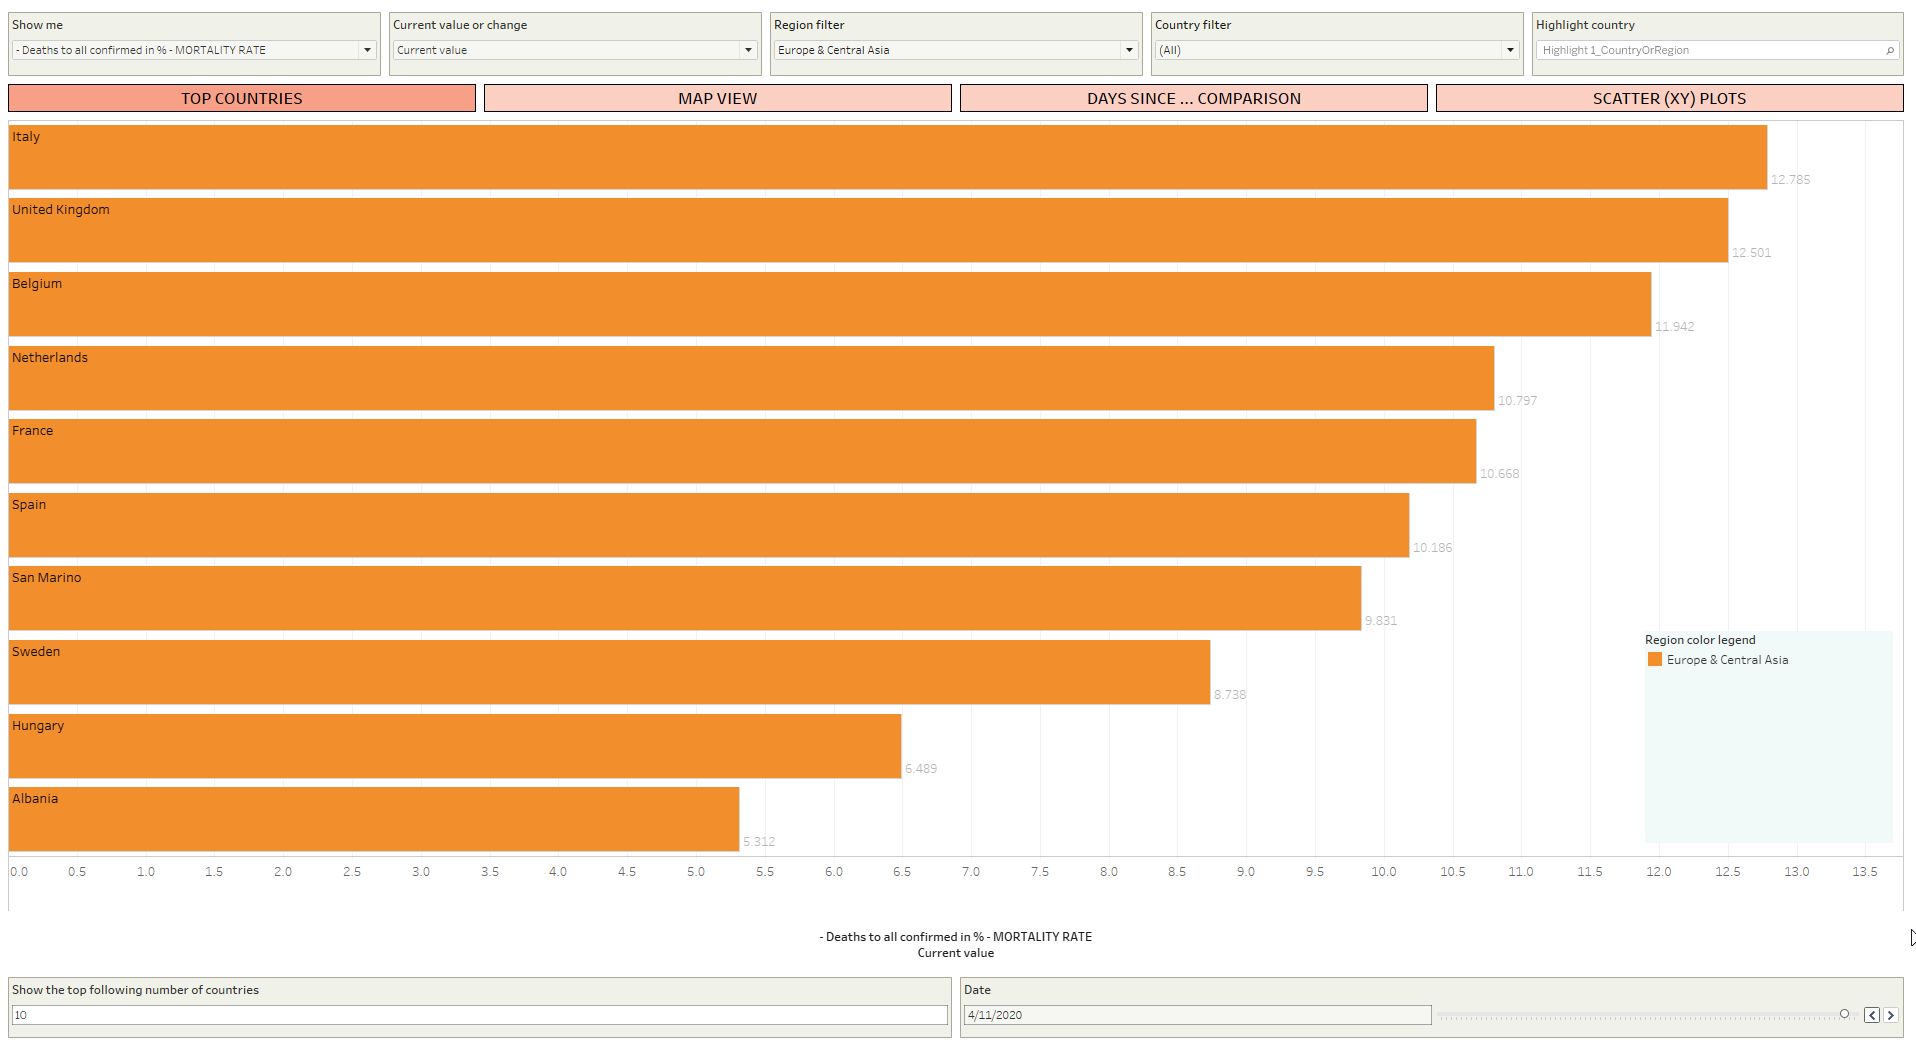 Show me
- Deaths to all confirmed in % - MORTALITY RATE
Current value or change
Current value
Region filter
Europe & Central Asia
Country filter
(All)
Highlight country
Highlight 1_CountryOrRegion
TOP COUNTRIES
MAP VIEW
DAYS SINCE ... COMPARISON
SCATTER (XY) PLOTS
Italy
12.785
United Kingdom
12.501
Belgium
11.942
Netherlands
10.797
France
10.668
Spain
10.186
San Marino
9.831
Sweden
8.738
Hungary
6.489
Albania
5.312
Region color legend
Europe & Central Asia
0.0 0.5 1.0 1.5 2.0 2.5 3.0 3.5 4.0 4.5 5.0 5.5 6.0 6.5 7.0 7.5 8.0 8.5 9.0 9.5 10.0 10.5 11.0 11.5 12.0 12.5 13.0 13.5
- Deaths to all confirmed in % - MORTALITY RATE
Current value
Show the top following number of countries
10
Date
4/11/2020